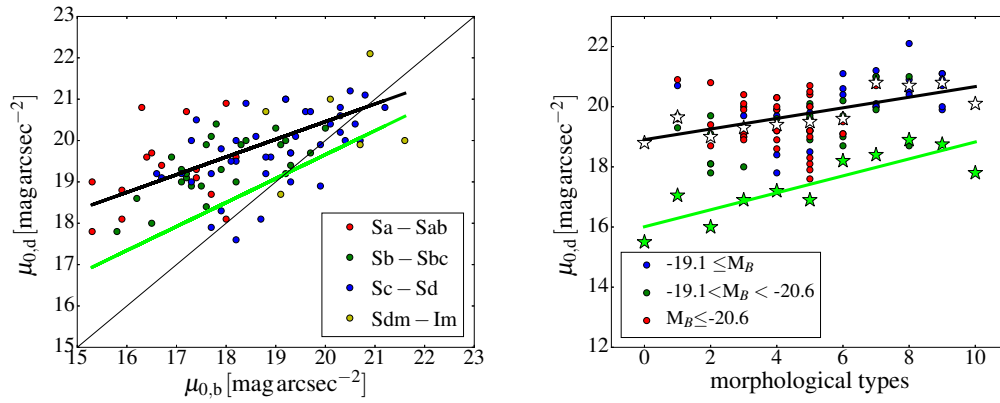 23
22
21
20
19
18
17
16
15
μ0,d [mag arcsec−2]
15 16 17 18 19 20 21 22 23
μ0,b [mag arcsec−2]
Sa − Sab
Sb − Sbc
Sc − Sd
Sdm − Im
22
20
18
16
14
12
μ0,d [mag arcsec−2]
0 2 4 6 8 10
morphological types
-19.1 ≤MB
-19.1<MB < -20.6
MB≤-20.6